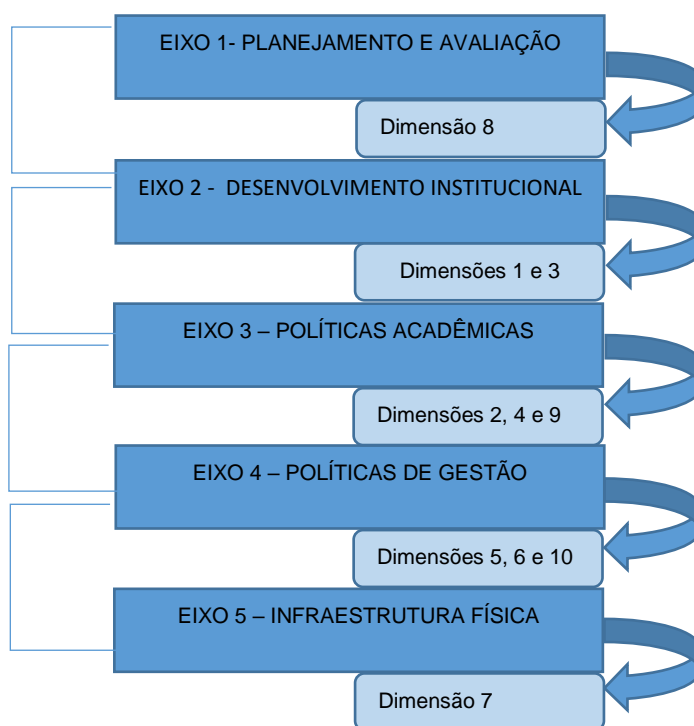 EIXO 1- PLANEJAMENTO E AVALIAÇÃO
Dimensão 8
EIXO 2 - DESENVOLVIMENTO INSTITUCIONAL
Dimensões 1 e 3
EIXO 3 – POLÍTICAS ACADÊMICAS
Dimensões 2, 4 e 9
EIXO 4 – POLÍTICAS DE GESTÃO
Dimensões 5, 6 e 10
EIXO 5 – INFRAESTRUTURA FÍSICA
Dimensão 7